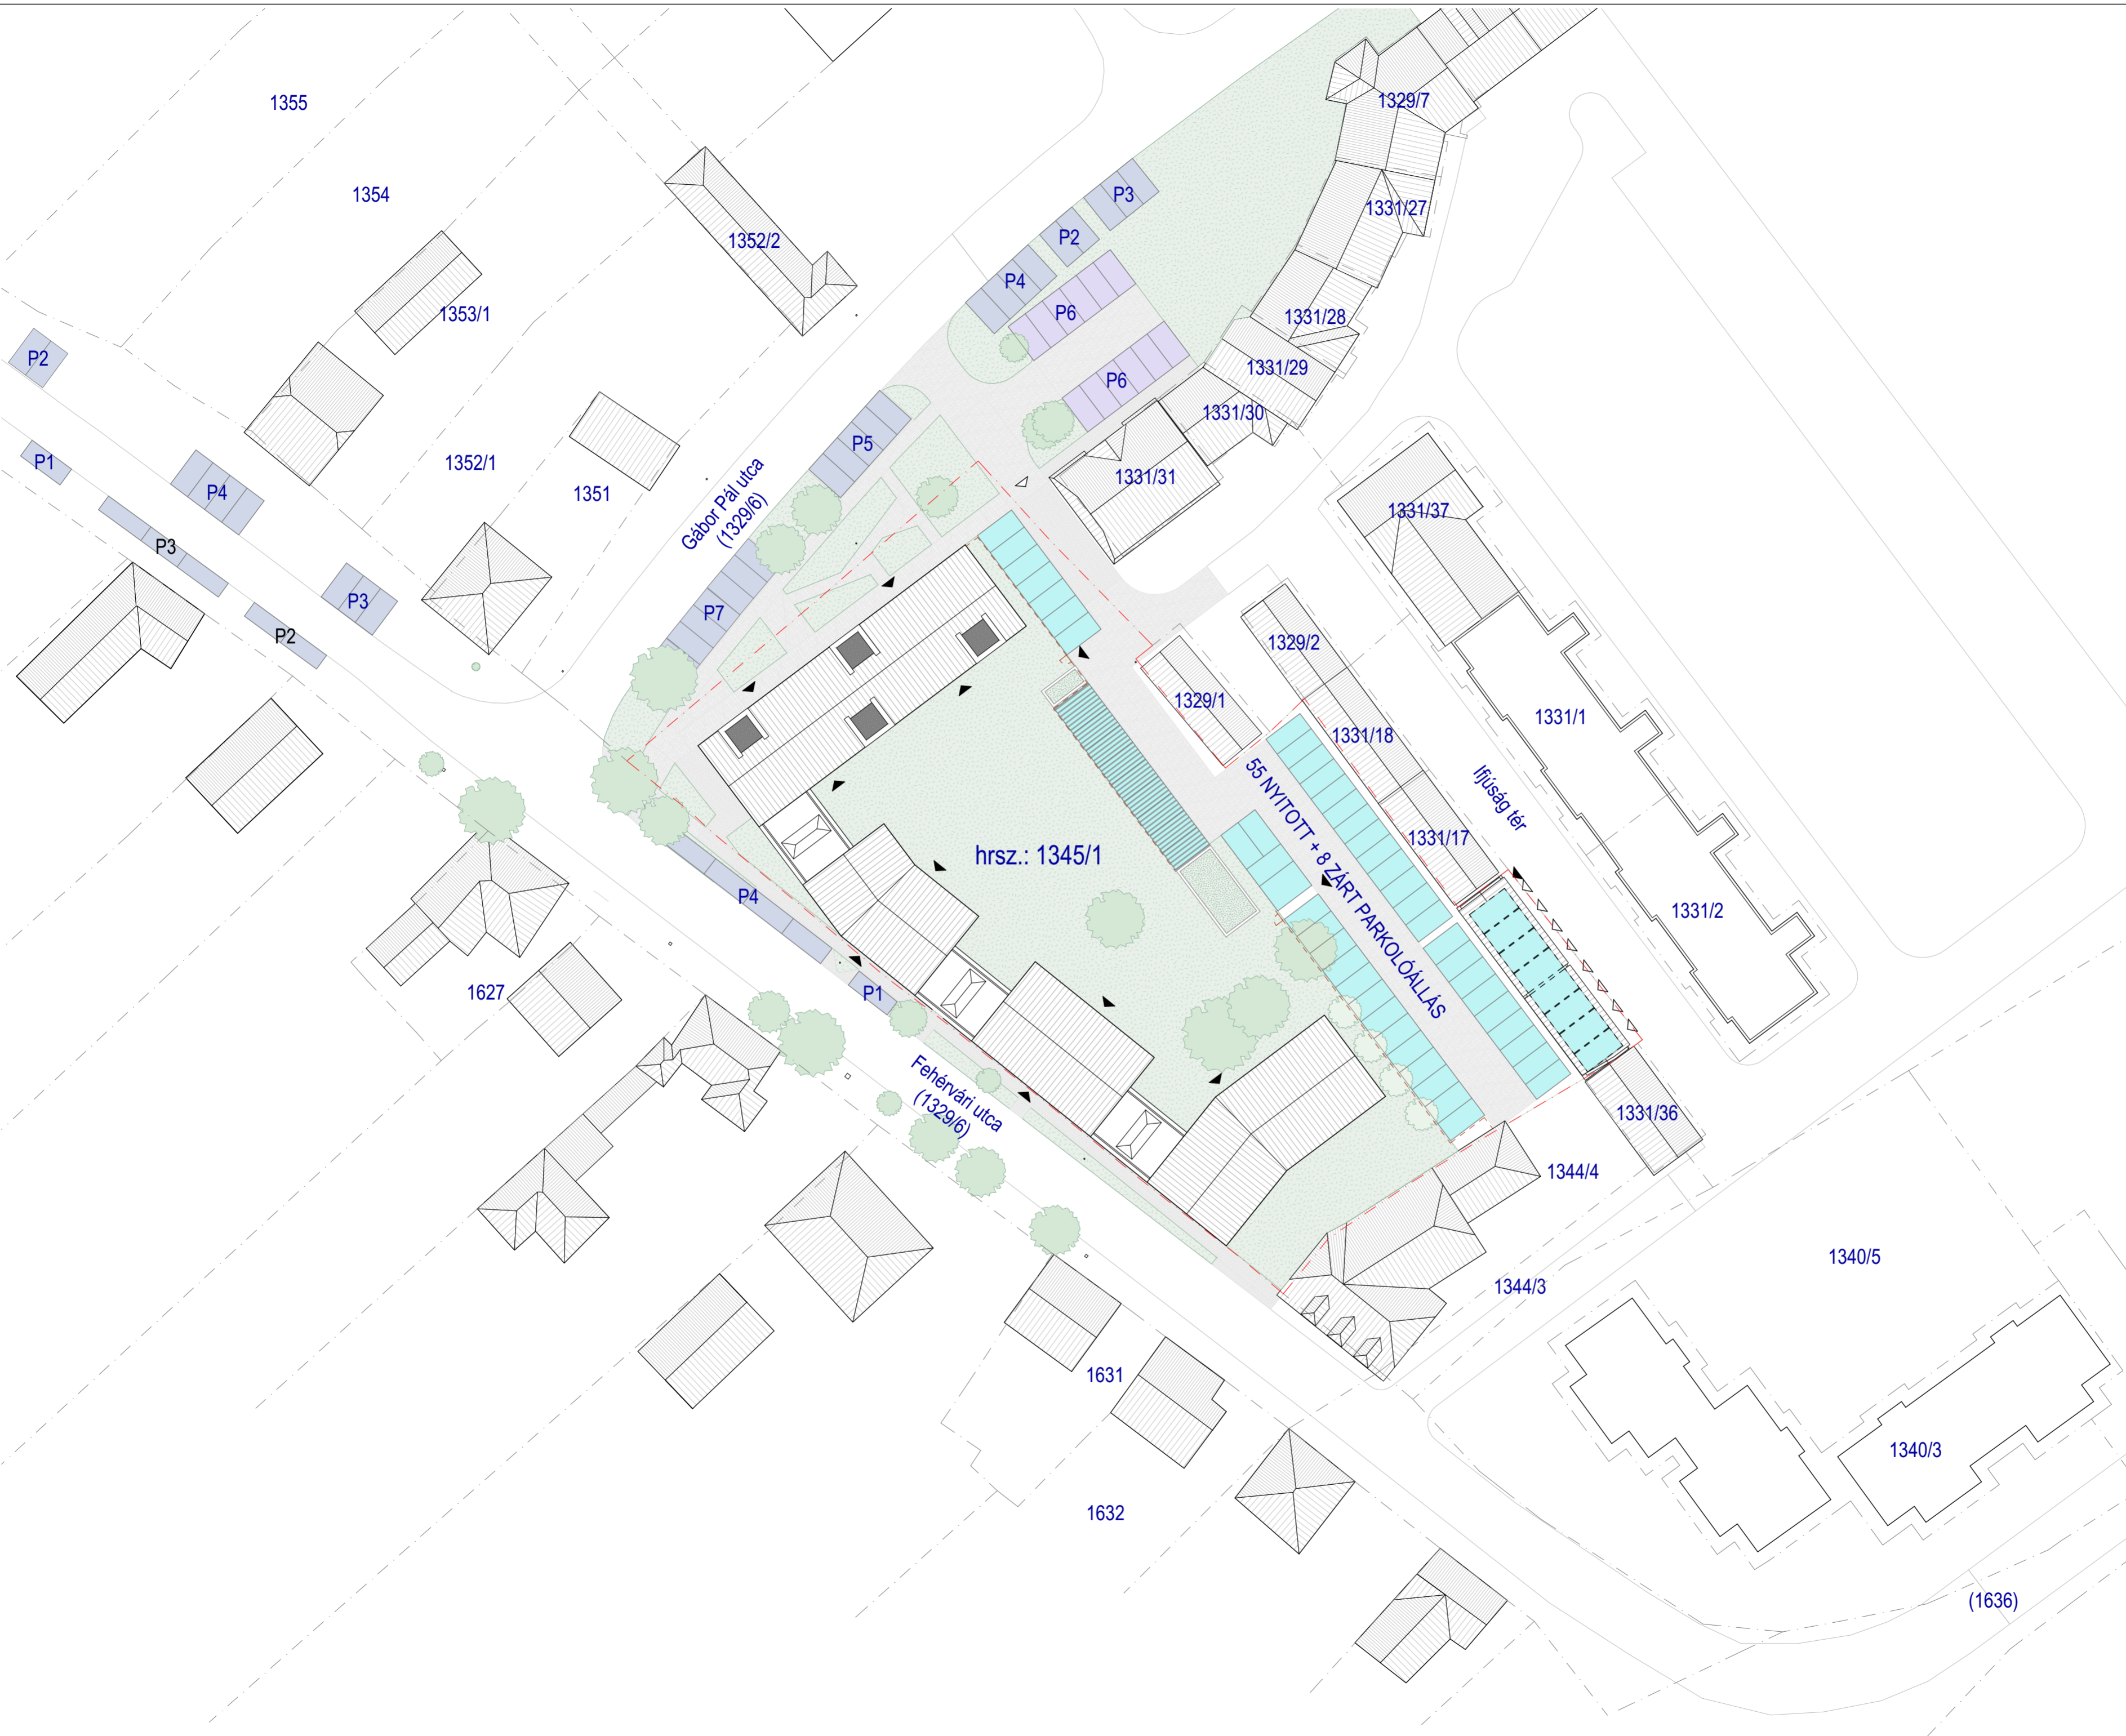 1355
1329/7
1354
P3
1331/27
1352/2
P2
P4
1353/1
P6
1331/28
P2
1331/29
P6
1331/30
P5
P1
1352/1
1331/31
P4
1351
Gábor Pál utca
(1329/6)
1331/37
P3
P3
P7
P2
1329/2
1329/1
1331/1
1331/18
Ifjúság tér
55 NYITOTT + 8 ZÁRT PARKOLÓÁLLÁS
1331/17
hrsz.: 1345/1
P4
1331/2
1627
P1
Fehérvári utca
(1329/6)
1331/36
1344/4
1340/5
1344/3
1631
1340/3
1632
(1636)